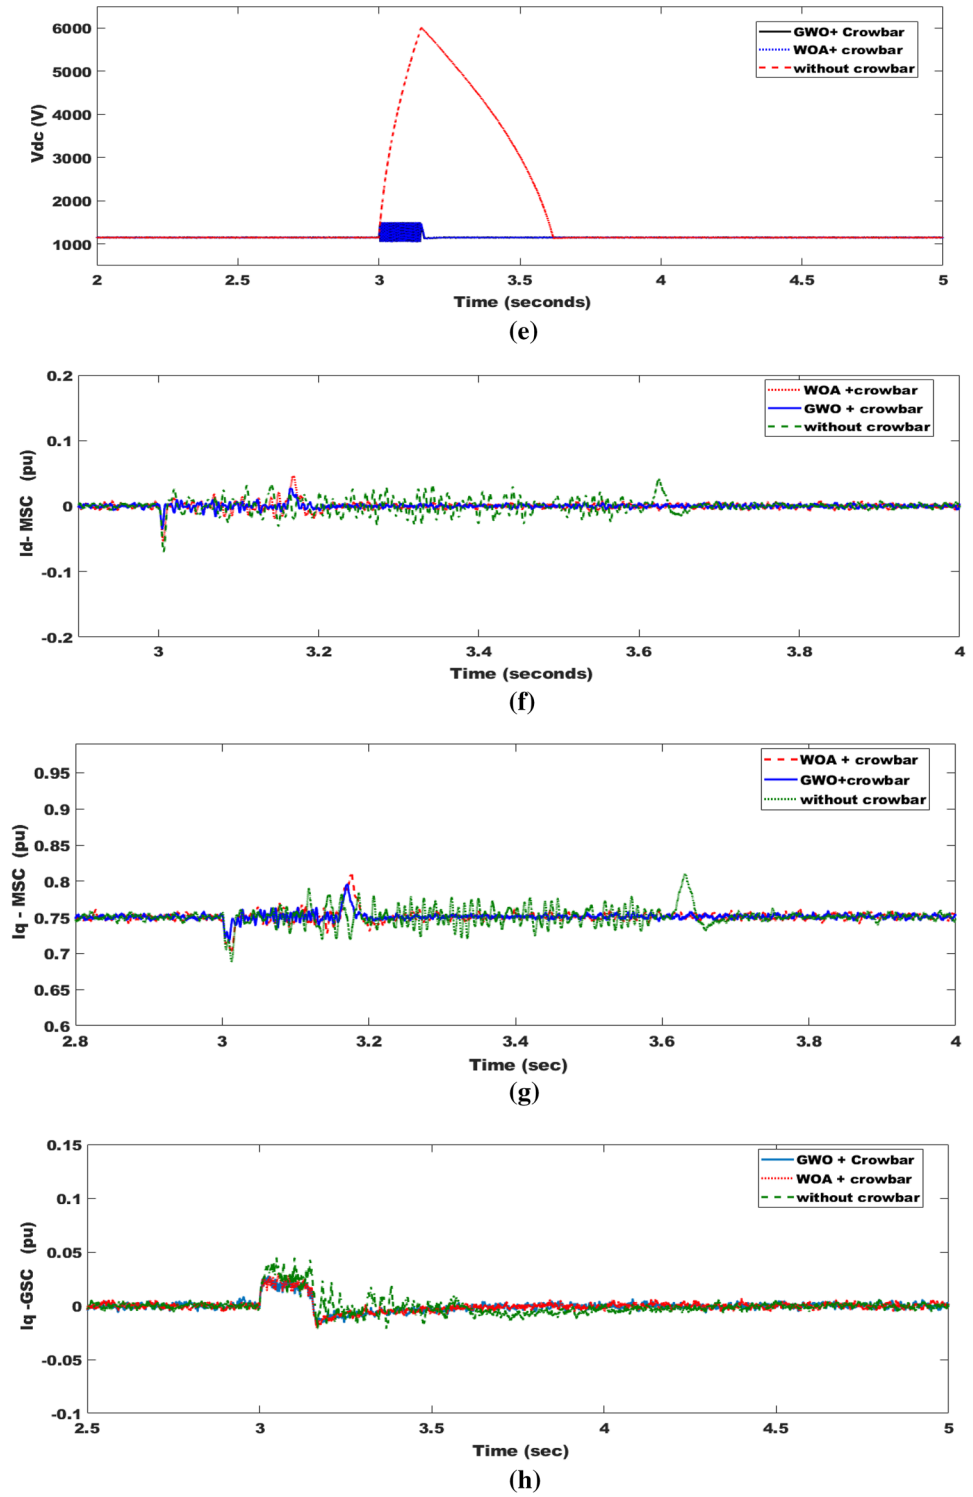 6000
5000
4000
3000
2000
1000
Vdc (V)
GWO+ Crowbar
WOA+ crowbar
without crowbar
2 2.5 3 3.5 4 4.5 5
Time (seconds)
(e)
0.2
0.1
0
-0.1
-0.2
Id- MSC (pu)
WOA +crowbar
GWO + crowbar
without crowbar
3 3.2 3.4 3.6 3.8 4
Time (seconds)
(f)
0.95
0.9
0.85
0.8
0.75
0.7
0.65
0.6
Iq - MSC (pu)
WOA + crowbar
GWO+crowbar
without crowbar
2.8 3 3.2 3.4 3.6 3.8 4
Time (sec)
(g)
0.15
0.1
0.05
0
-0.05
-0.1
Iq -GSC (pu)
GWO + Crowbar
WOA + crowbar
without crowbar
2.5 3 3.5 4 4.5 5
Time (sec)
(h)